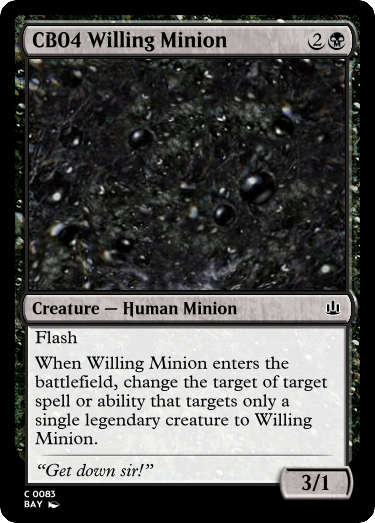 CB04 Willing Minion 2
Creature — Human Minion
Flash
When Willing Minion enters the
battlefield, change the target of target
spell or ability that targets only a
single legendary creature to Willing
Minion.
“Get down sir!”
3/1
C 0083
BAY